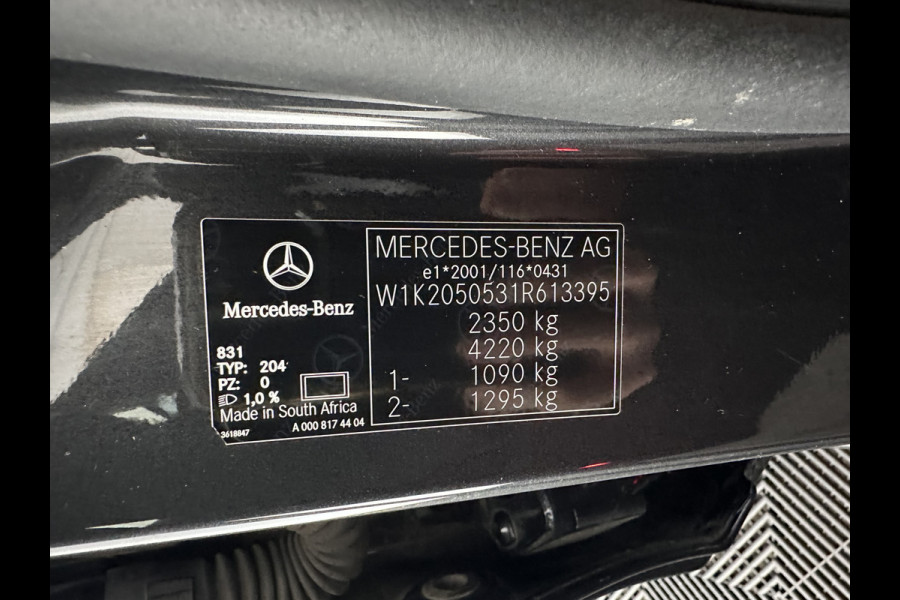 Mercedes-Benz
831
TYP: 204
PZ: 0
1,0 %
Made in South Africa
3618847
A 000 817 44 04
MERCEDES-BENZ AG
e1*2001/116*0431
W1K2050531R613395
2350 kg
4220 kg
1- 1090 kg
2- 1295 kg